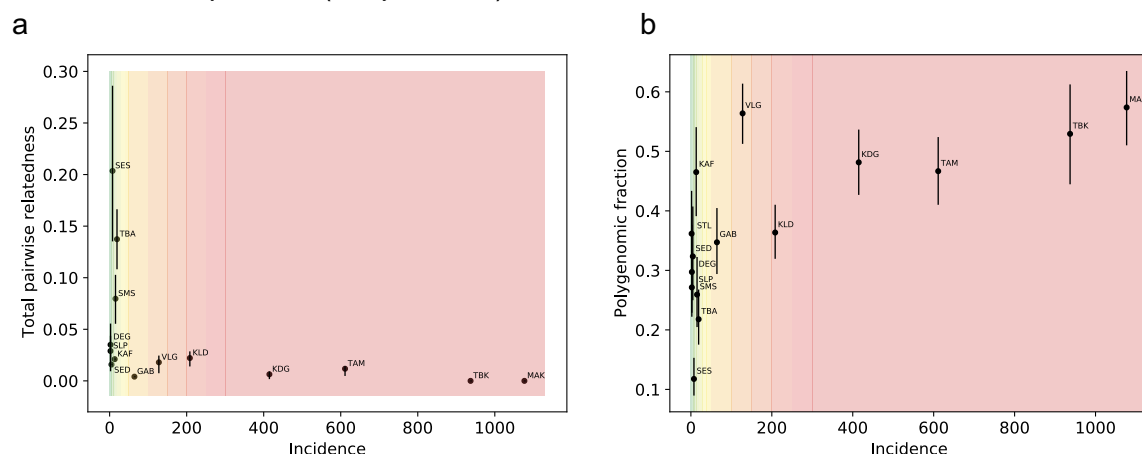 a
b
0.30
0.25
0.20
0.15
0.10
0.05
0.00
Total pairwise relatedness
SES
TBA
SMS
DEG
SLP
KAF
SED
GAB
VLG
KLD
KDG
TAM
TBK
MAK
0 200 400 600 800 1000
Incidence
0.6
0.5
0.4
0.3
0.2
0.1
Polygenomic fraction
VLG
MA
TBK
KAF
KDG
TAM
STL
KLD
GAB
SED
DEG
SLP
SMS
TBA
SES
0 200 400 600 800 1000
Incidence